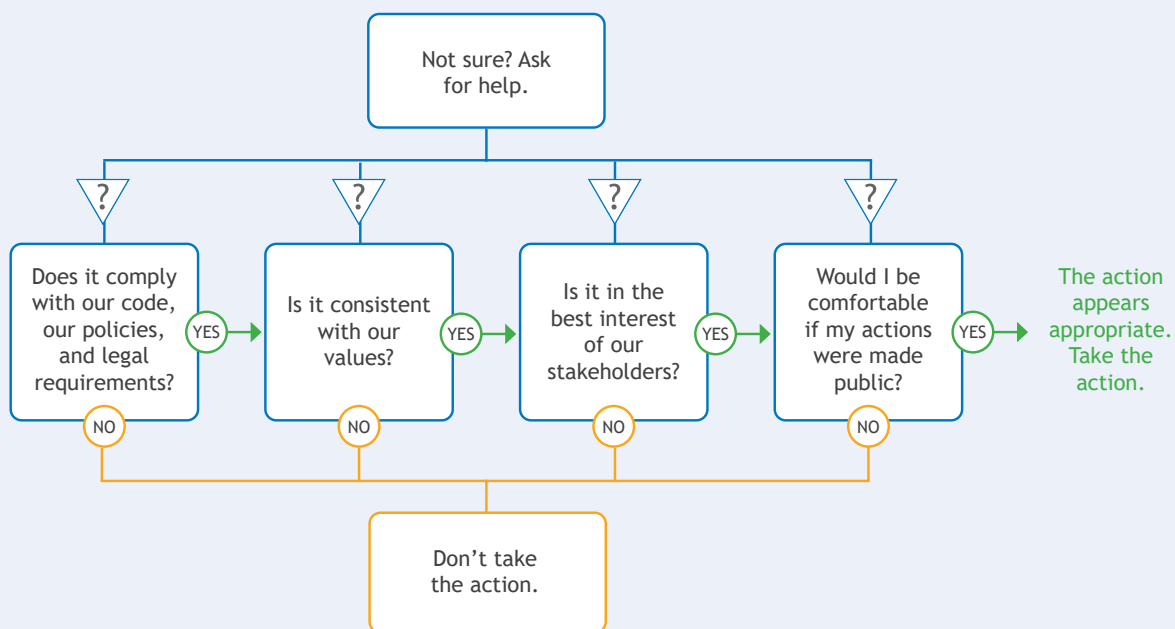 Not sure? Ask
for help.
?
?
?
?
Does it comply
with our code,
our policies,
and legal
requirements?
YES
NO
Is it consistent
with our
values?
YES
NO
Is it in the
best interest
of our
stakeholders?
YES
NO
Would I be
comfortable
if my actions
were made
public?
YES
NO
The action
appears
appropriate.
Take the
action.
Don’t take
the action.